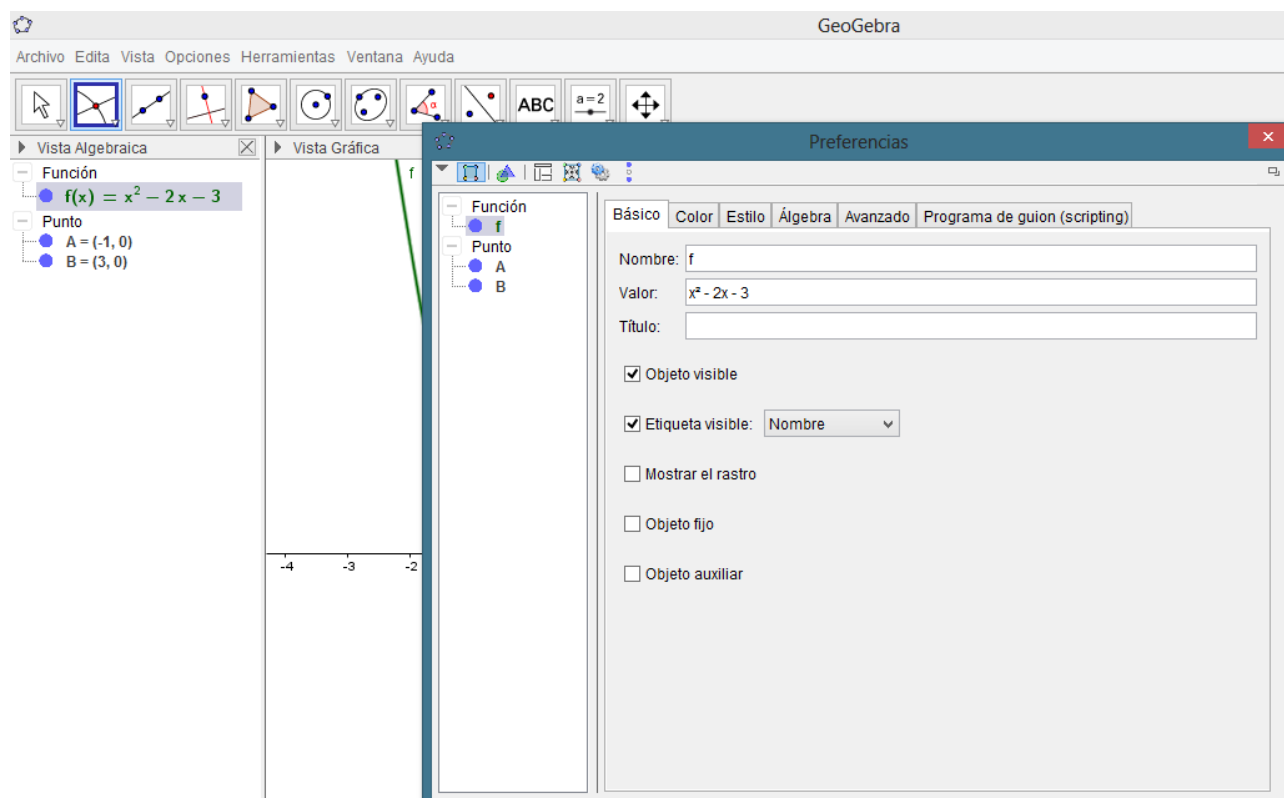 GeoGebra
Archivo Edita Vista Opciones Herramientas Ventana Ayuda
α ABC a=2
Vista Algebraica
Función
f(x) = x² − 2 x − 3
Punto
A = (-1, 0)
B = (3, 0)
Vista Gráfica
f
-4 -3 -2
Preferencias
Función
f
Punto
A
B
Básico Color Estilo Álgebra Avanzado Programa de guion (scripting)
Nombre: f
Valor: x² - 2x - 3
Título:
Objeto visible
Etiqueta visible: Nombre
Mostrar el rastro
Objeto fijo
Objeto auxiliar